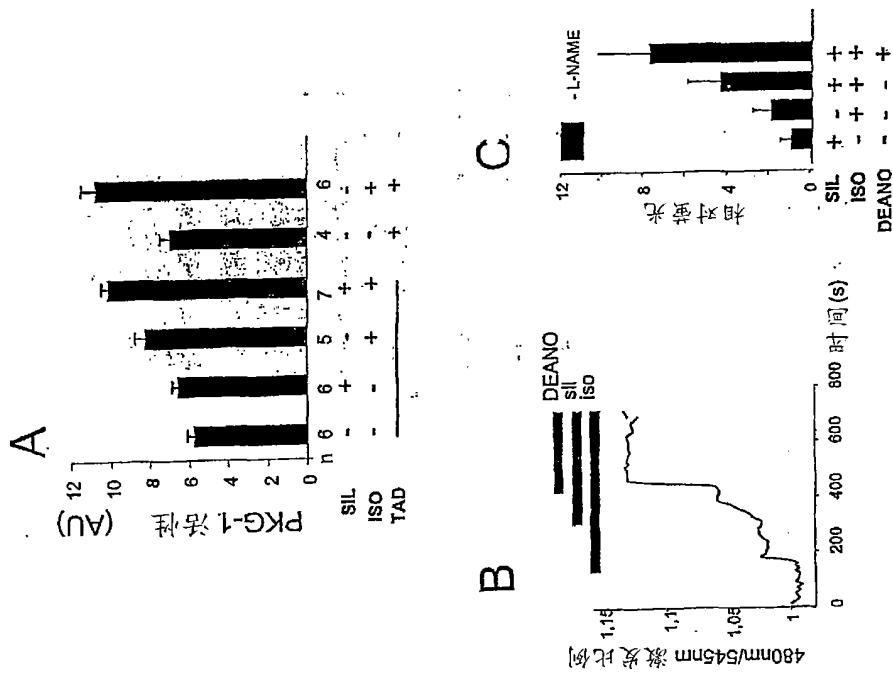 A
PKG-1 活性 (AU)
12
10
8
6
4
2
0
n 6 6 5 7 4 6
SIL - + - + - -
ISO - - + + - +
TAD + +
B
DEANO
sil
iso
480nm/545nm 激发比例
1,15
1,1
1,05
1
0 200 400 600 800 时间(s)
C
- L-NAME
相对萤光
12
8
4
0
SIL + - + +
ISO - + + +
DEANO - - - +